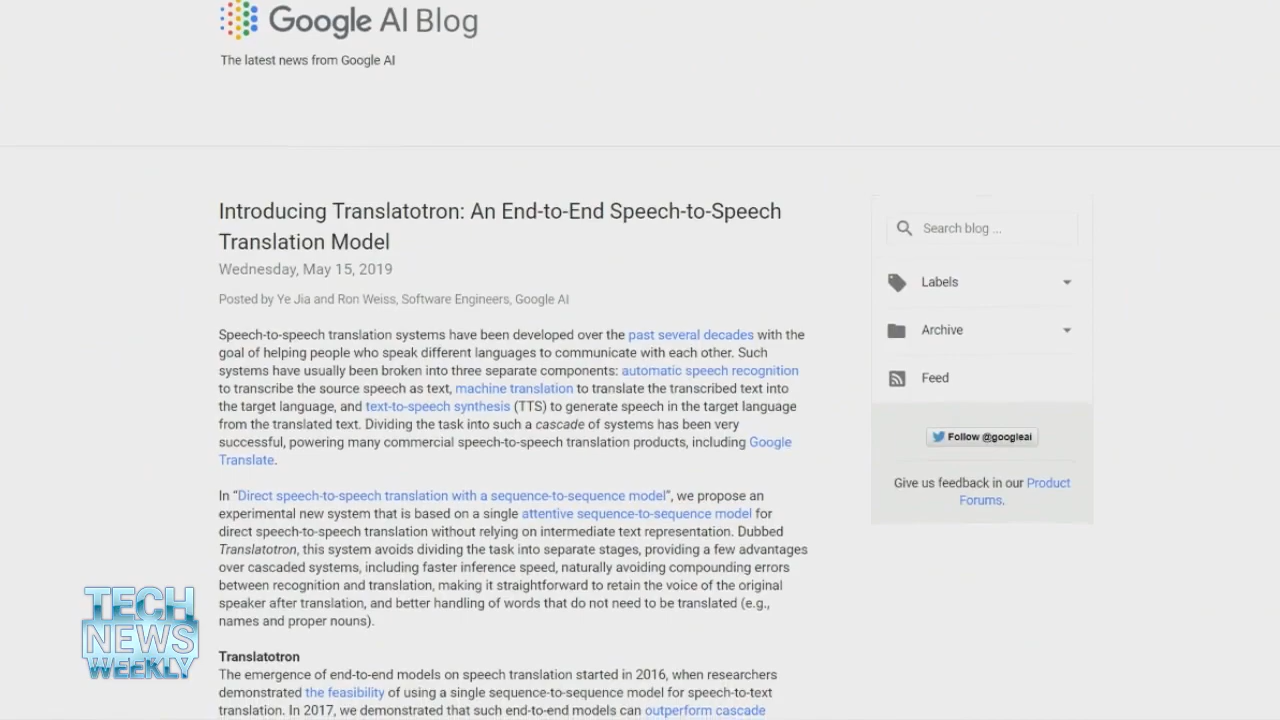 Google AI Blog
The latest news from Google AI
Introducing Translatotron: An End-to-End Speech-to-Speech
Translation Model
Wednesday, May 15, 2019
Posted by Ye Jia and Ron Weiss, Software Engineers, Google AI
Speech-to-speech translation systems have been developed over the past several decades with the
goal of helping people who speak different languages to communicate with each other. Such
systems have usually been broken into three separate components: automatic speech recognition
to transcribe the source speech as text, machine translation to translate the transcribed text into
the target language, and text-to-speech synthesis (TTS) to generate speech in the target language
from the translated text. Dividing the task into such a cascade of systems has been very
successful, powering many commercial speech-to-speech translation products, including Google
Translate.
In “Direct speech-to-speech translation with a sequence-to-sequence model”, we propose an
experimental new system that is based on a single attentive sequence-to-sequence model for
direct speech-to-speech translation without relying on intermediate text representation. Dubbed
Translatotron, this system avoids dividing the task into separate stages, providing a few advantages
over cascaded systems, including faster inference speed, naturally avoiding compounding errors
between recognition and translation, making it straightforward to retain the voice of the original
speaker after translation, and better handling of words that do not need to be translated (e.g.,
names and proper nouns).
Translatotron
The emergence of end-to-end models on speech translation started in 2016, when researchers
demonstrated the feasibility of using a single sequence-to-sequence model for speech-to-text
translation. In 2017, we demonstrated that such end-to-end models can outperform cascade
Search blog ...
Labels
Archive
Feed
Follow @googleai
Give us feedback in our Product
Forums.
TECH
NEWS
WEEKLY